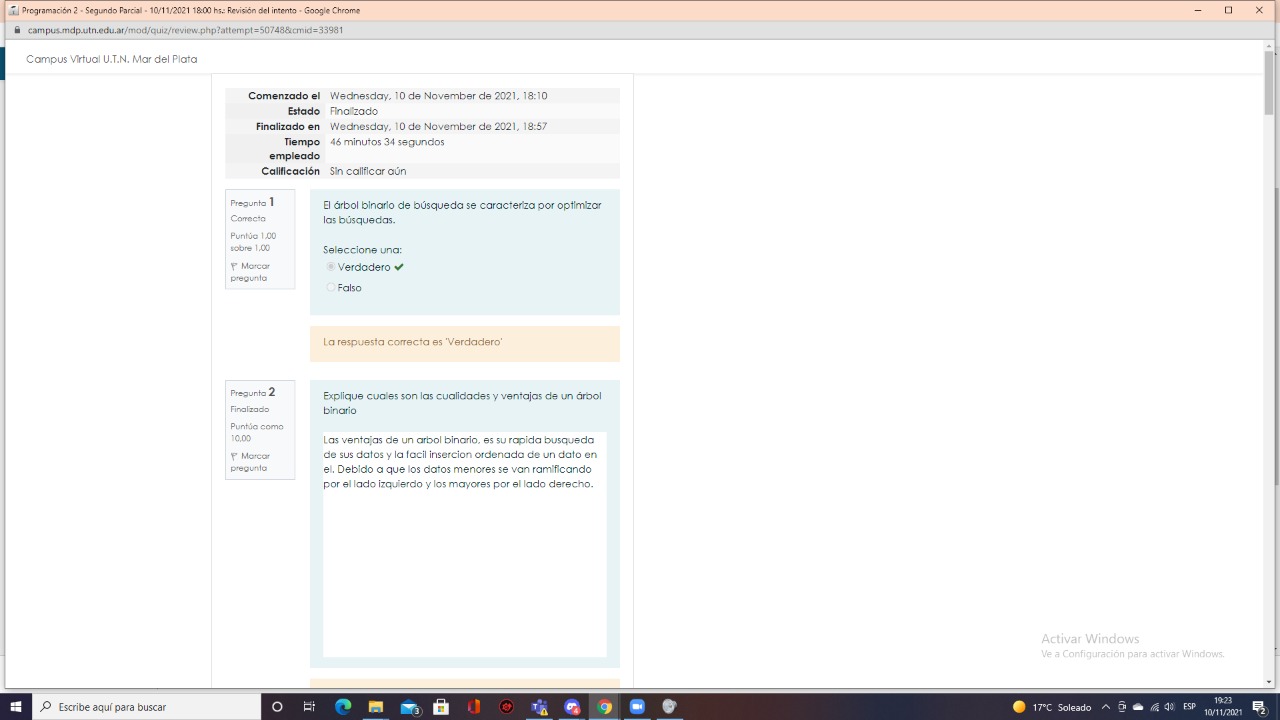 Programación 2 - Segundo Parcial - 10/11/2021 18:00 hs.: Revisión del intento - Google Chrome
campus.mdp.utn.edu.ar/mod/quiz/review.php?attempt=50748&cmid=33981
Campus Virtual U.T.N. Mar del Plata
Comenzado el Wednesday, 10 de November de 2021, 18:10
Estado Finalizado
Finalizado en Wednesday, 10 de November de 2021, 18:57
Tiempo empleado 46 minutos 34 segundos
Calificación Sin calificar aún
Pregunta 1
Correcta
Puntúa 1,00
sobre 1,00
Marcar
pregunta
El árbol binario de búsqueda se caracteriza por optimizar
las búsquedas.
Seleccione una:
Verdadero
Falso
La respuesta correcta es 'Verdadero'
Pregunta 2
Finalizado
Puntúa como
10,00
Marcar
pregunta
Explique cuales son las cualidades y ventajas de un árbol
binario
Las ventajas de un arbol binario, es su rapida busqueda
de sus datos y la facil insercion ordenada de un dato en
el. Debido a que los datos menores se van ramificando
por el lado izquierdo y los mayores por el lado derecho.
Activar Windows
Ve a Configuración para activar Windows.
Escribe aquí para buscar
3
17°C Soleado
ESP
19:23
10/11/2021
2